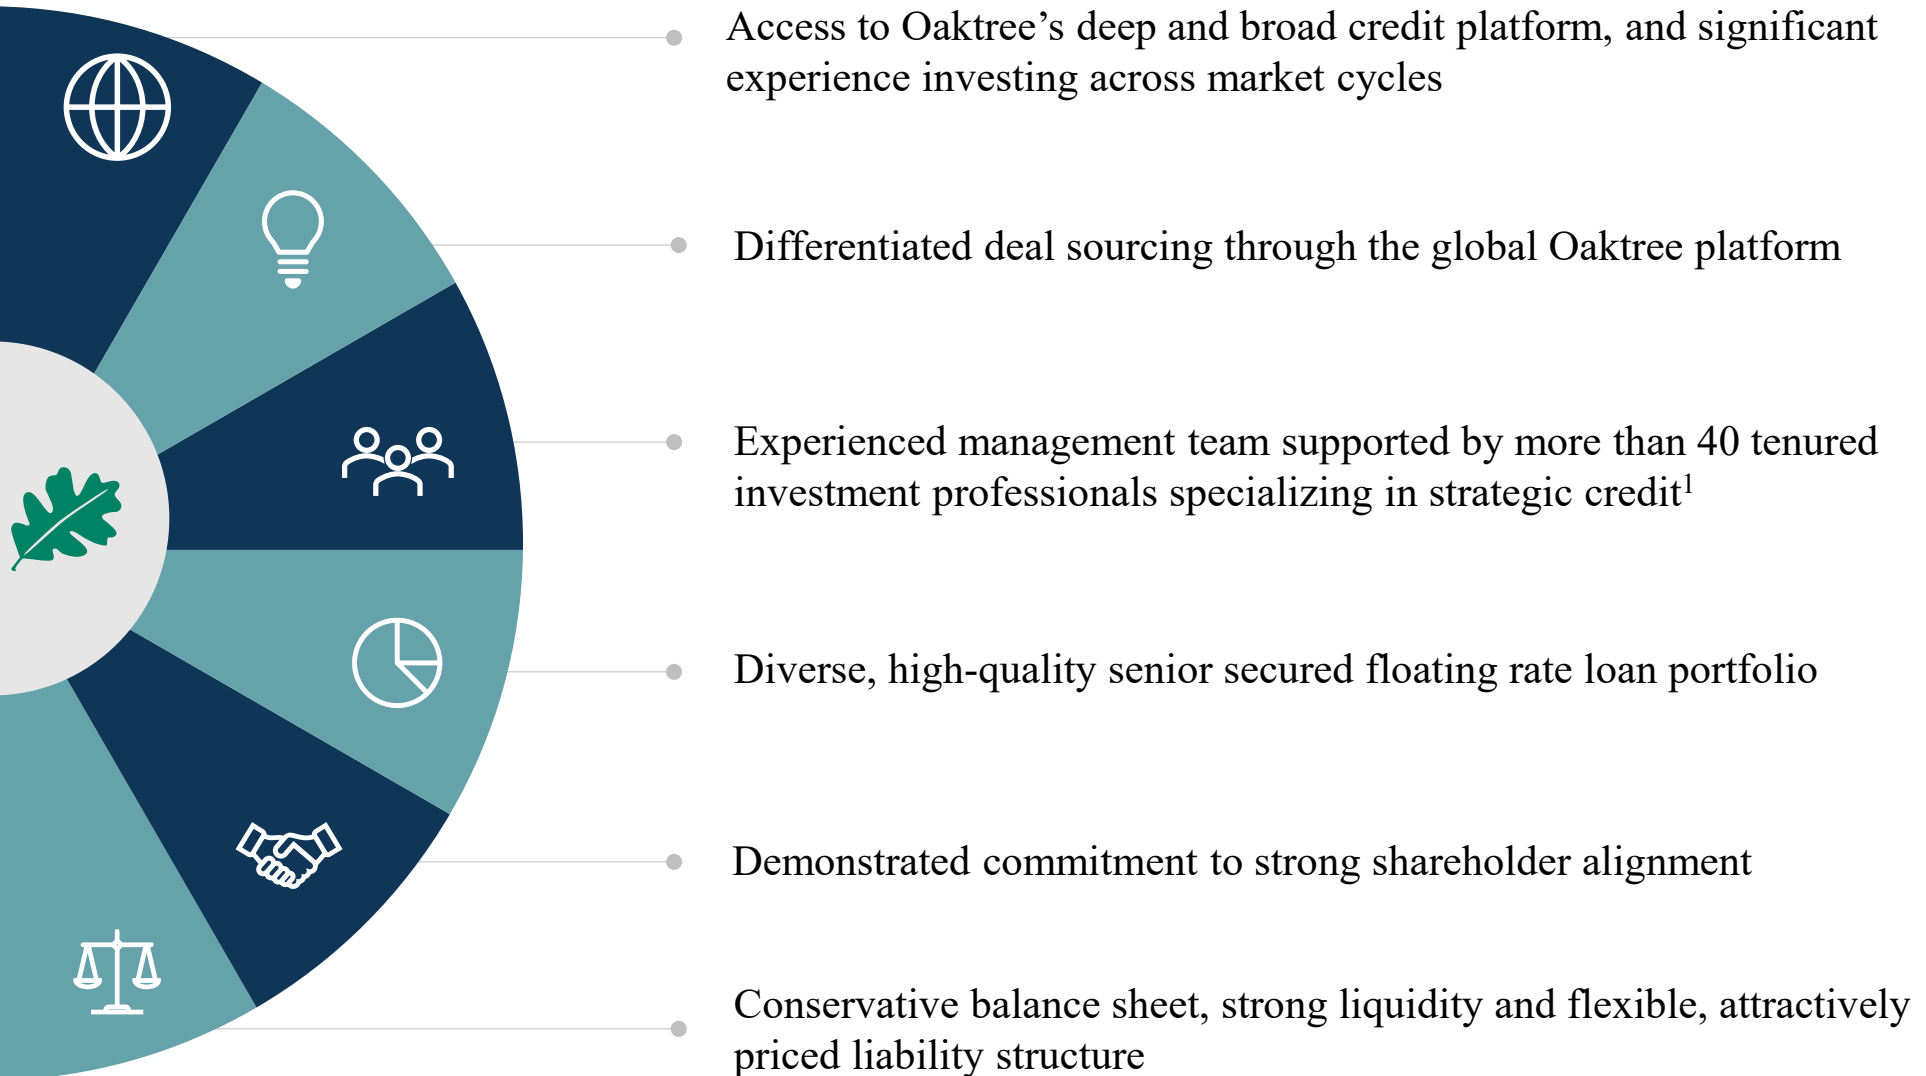 Access to Oaktree’s deep and broad credit platform, and significant
experience investing across market cycles
Differentiated deal sourcing through the global Oaktree platform
Experienced management team supported by more than 40 tenured
investment professionals specializing in strategic credit¹
Diverse, high-quality senior secured floating rate loan portfolio
Demonstrated commitment to strong shareholder alignment
Conservative balance sheet, strong liquidity and flexible, attractively
priced liability structure